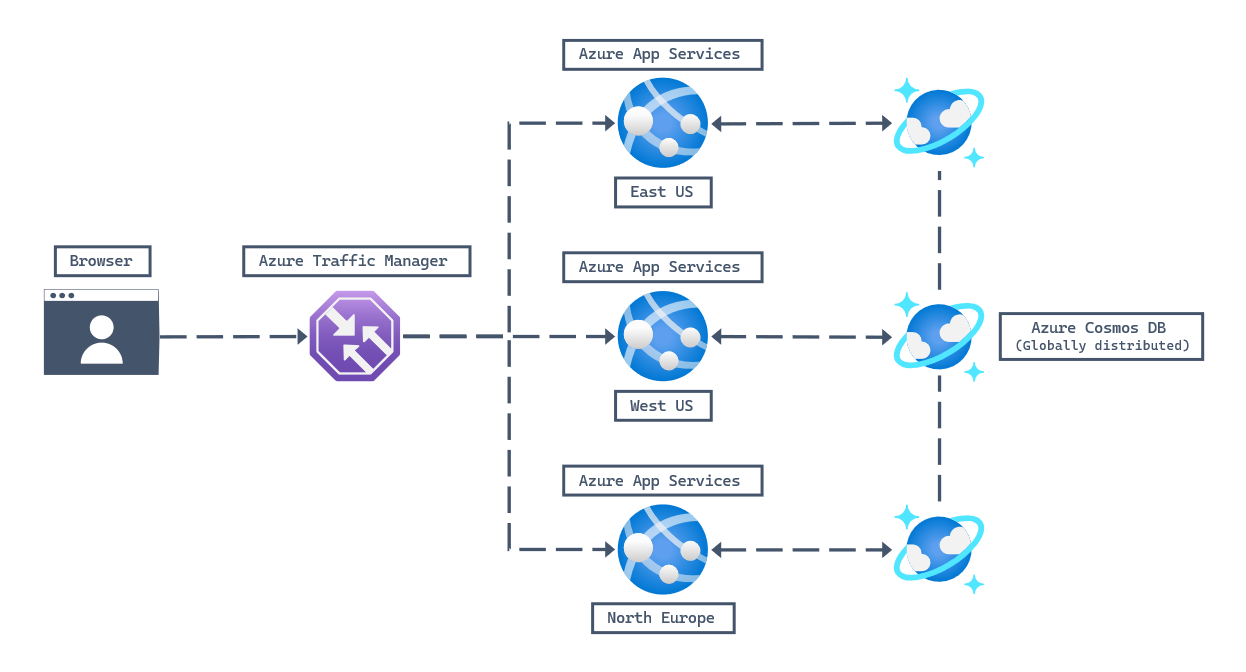 Azure App Services
East US
Browser
Azure Traffic Manager
Azure App Services
West US
Azure Cosmos DB
(Globally distributed)
Azure App Services
North Europe